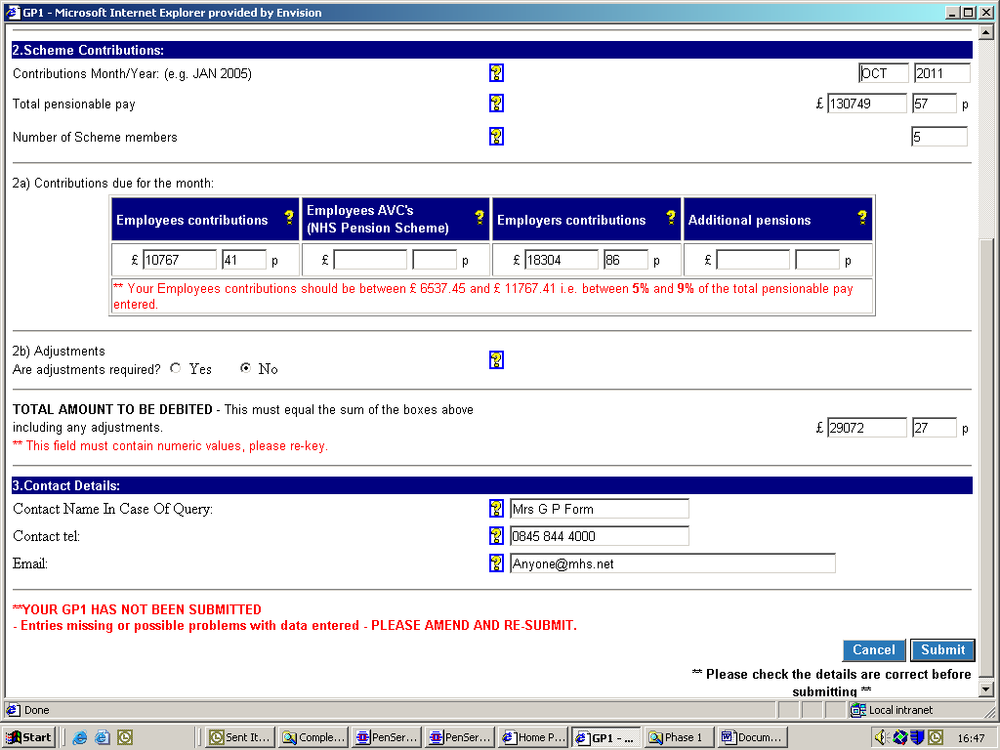 GP1 - Microsoft Internet Explorer provided by Envision
2.Scheme Contributions:
Contributions Month/Year: (e.g. JAN 2005) ? OCT 2011
Total pensionable pay ? £ 130749 57 p
Number of Scheme members ? 5
2a) Contributions due for the month:
Employees contributions ? Employees AVC's (NHS Pension Scheme) ? Employers contributions ? Additional pensions ?
£ 10767 41 p £ p £ 18304 86 p £ p
** Your Employees contributions should be between £ 6537.45 and £ 11767.41 i.e. between 5% and 9% of the total pensionable pay
entered.
2b) Adjustments
Are adjustments required? Yes No ?
TOTAL AMOUNT TO BE DEBITED - This must equal the sum of the boxes above
including any adjustments. £ 29072 27 p
** This field must contain numeric values, please re-key.
3.Contact Details:
Contact Name In Case Of Query: ? Mrs G P Form
Contact tel: ? 0845 844 4000
Email: ? Anyone@mhs.net
**YOUR GP1 HAS NOT BEEN SUBMITTED
- Entries missing or possible problems with data entered - PLEASE AMEND AND RE-SUBMIT.
Cancel Submit
** Please check the details are correct before
submitting **
Done Local intranet
Start Sent It... Comple... PenSer... PenSer... Home P... GP1 - ... Phase 1 Docum... 16:47